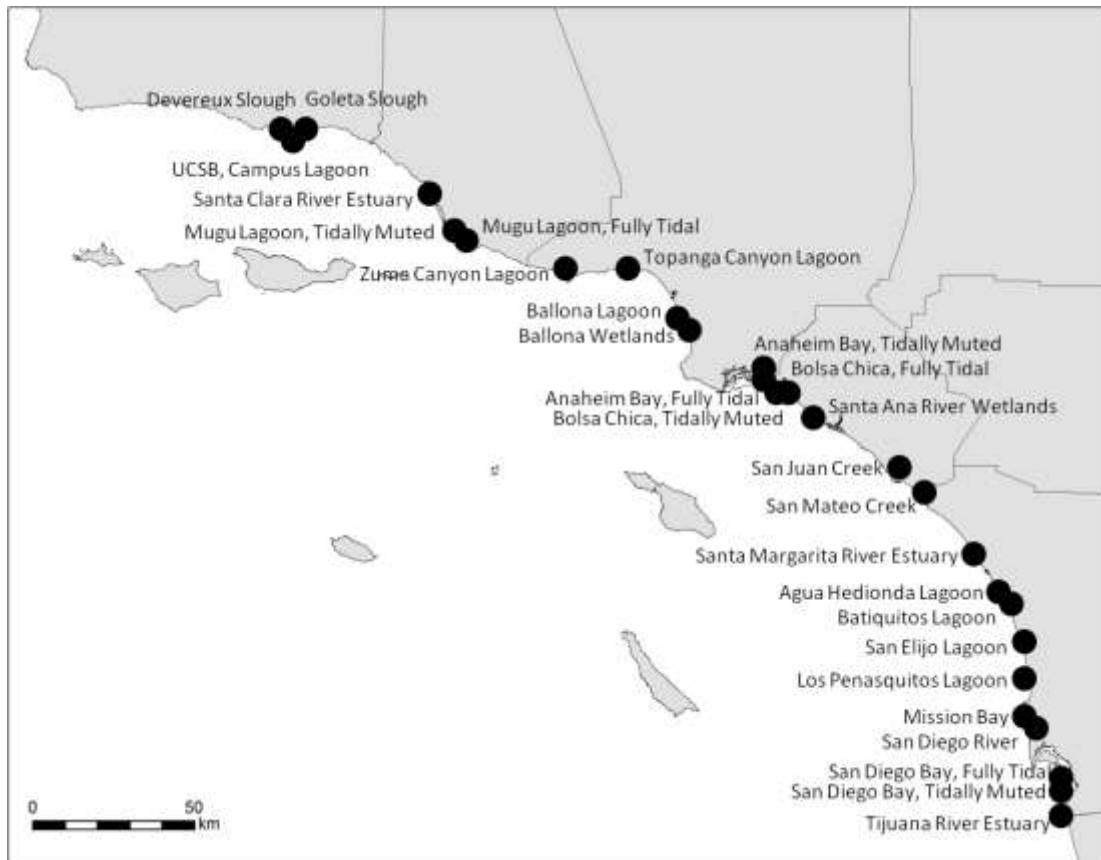 Devereux Slough Goleta Slough
UCSB, Campus Lagoon
Santa Clara River Estuary
Mugu Lagoon, Tidally Muted
Mugu Lagoon, Fully Tidal
Zuma Canyon Lagoon
Topanga Canyon Lagoon
Ballona Lagoon
Ballona Wetlands
Anaheim Bay, Tidally Muted
Bolsa Chica, Fully Tidal
Anaheim Bay, Fully Tidal
Bolsa Chica, Tidally Muted
Santa Ana River Wetlands
San Juan Creek
San Mateo Creek
Santa Margarita River Estuary
Agua Hedionda Lagoon
Batiquitos Lagoon
San Elijo Lagoon
Los Penasquitos Lagoon
Mission Bay
San Diego River
San Diego Bay, Fully Tidal
San Diego Bay, Tidally Muted
Tijuana River Estuary
0 50
km